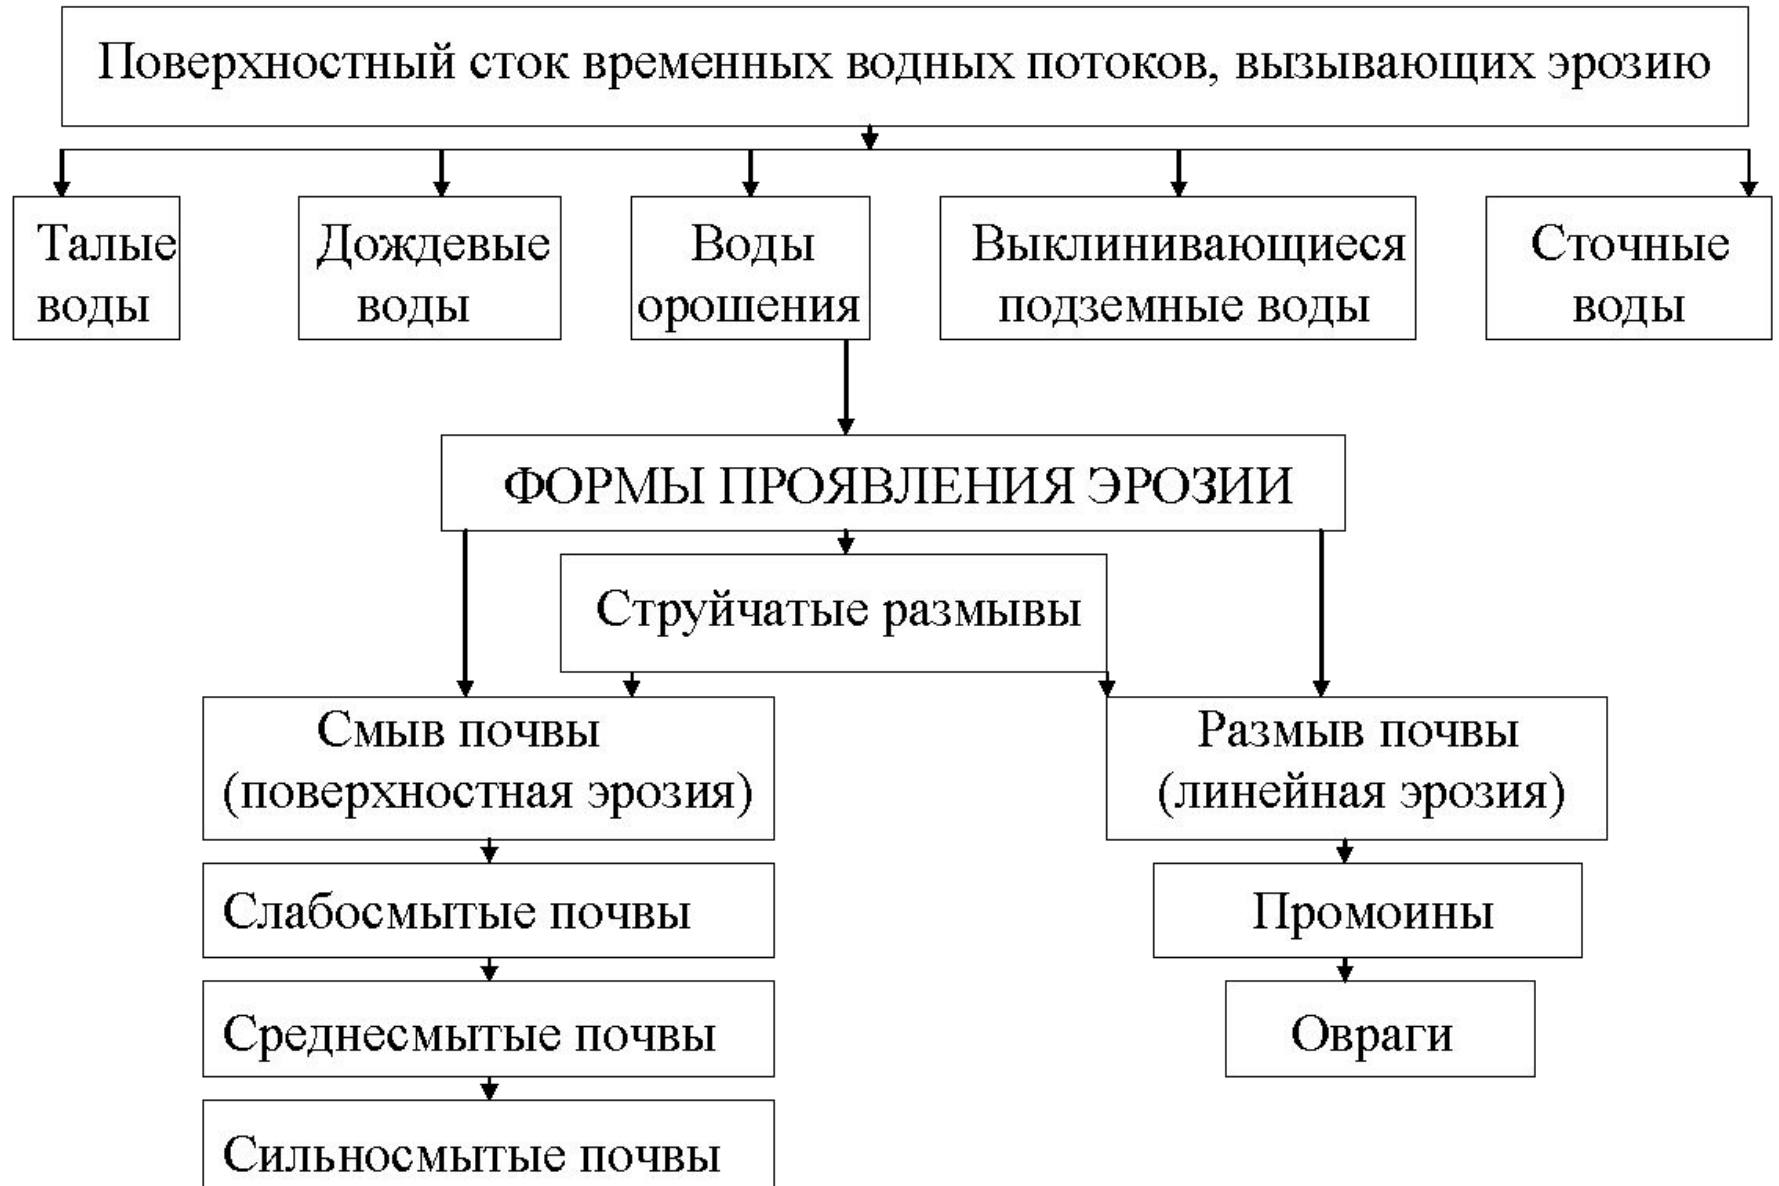 Поверхностный сток временных водных потоков, вызывающих эрозию
Талые
воды
Дождевые
воды
Воды
орошения
Выклинивающиеся
подземные воды
Сточные
воды
ФОРМЫ ПРОЯВЛЕНИЯ ЭРОЗИИ
Струйчатые размывы
Смыв почвы
(поверхностная эрозия)
Размыв почвы
(линейная эрозия)
Слабосмытые почвы
Промоины
Среднесмытые почвы
Овраги
Сильносмытые почвы